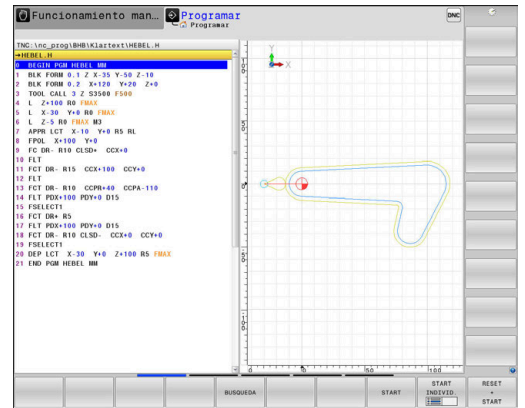 Funcionamiento man...
Programar
Programar
DNC
TNC:\nc_prog\BHB\Klartext\HEBEL.H
→HEBEL.H
0 BEGIN PGM HEBEL MM
1 BLK FORM 0.1 Z X-35 Y-50 Z-10
2 BLK FORM 0.2 X+120 Y+20 Z+0
3 TOOL CALL 3 Z S3500 F500
4 L Z+100 R0 FMAX
5 L X-30 Y+0 R0 FMAX
6 L Z-5 R0 FMAX M3
7 APPR LCT X-10 Y+0 R5 RL
8 FPOL X+100 Y+0
9 FC DR- R10 CLSD+ CCX+0
10 FLT
11 FCT DR- R15 CCX+100 CCY+0
12 FLT
13 FCT DR- R10 CCPR+40 CCPA-110
14 FLT PDX+100 PDY+0 D15
15 FSELECT1
16 FCT DR+ R5
17 FLT PDX+100 PDY+0 D15
18 FCT DR- R10 CLSD- CCX+0 CCY+0
19 FSELECT1
20 DEP LCT X-30 Y+0 Z+100 R5 FMAX
21 END PGM HEBEL MM
Y
X
0
50
100
BUSQUEDA
START
START
INDIVID.
RESET
+
START